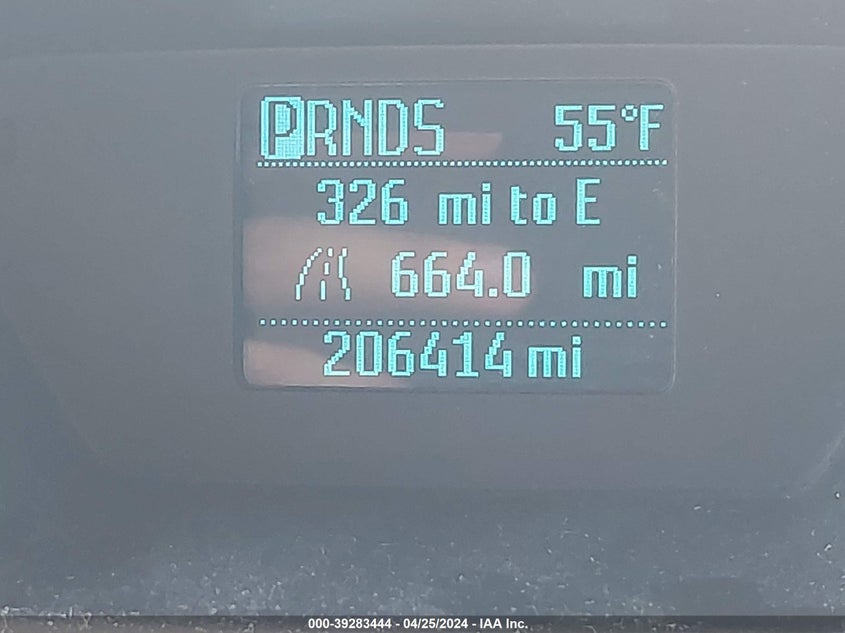 PRNDS 55°F
326 mi to E
664.0 mi
206414 mi
000-39283444 - 04/25/2024 - IAA Inc.